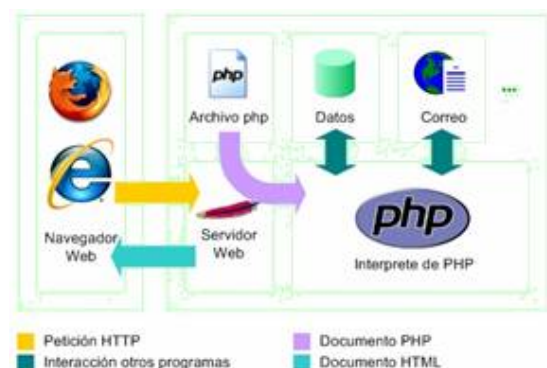 php
Archivo php
Datos
Correo
...
Navegador
Web
Servidor
Web
php
Interprete de PHP
Petición HTTP
Documento PHP
Interacción otros programas
Documento HTML